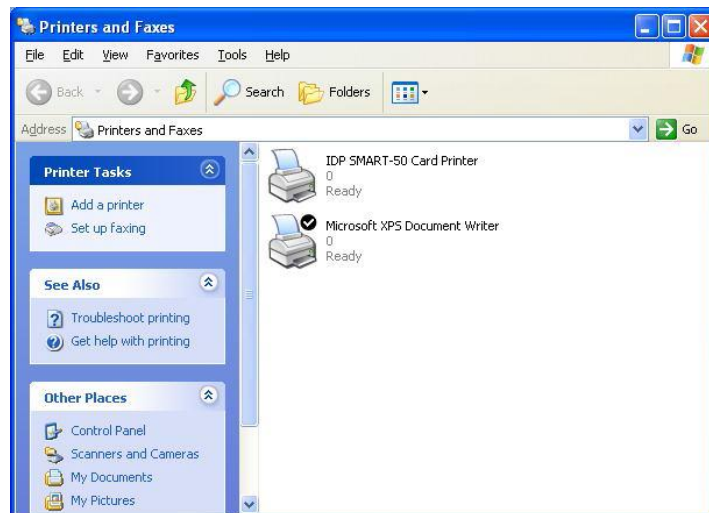 Printers and Faxes
File Edit View Favorites Tools Help
Back Search Folders
Address Printers and Faxes Go
Printer Tasks
Add a printer
Set up faxing
See Also
Troubleshoot printing
Get help with printing
Other Places
Control Panel
Scanners and Cameras
My Documents
My Pictures
IDP SMART-50 Card Printer
0
Ready
Microsoft XPS Document Writer
0
Ready